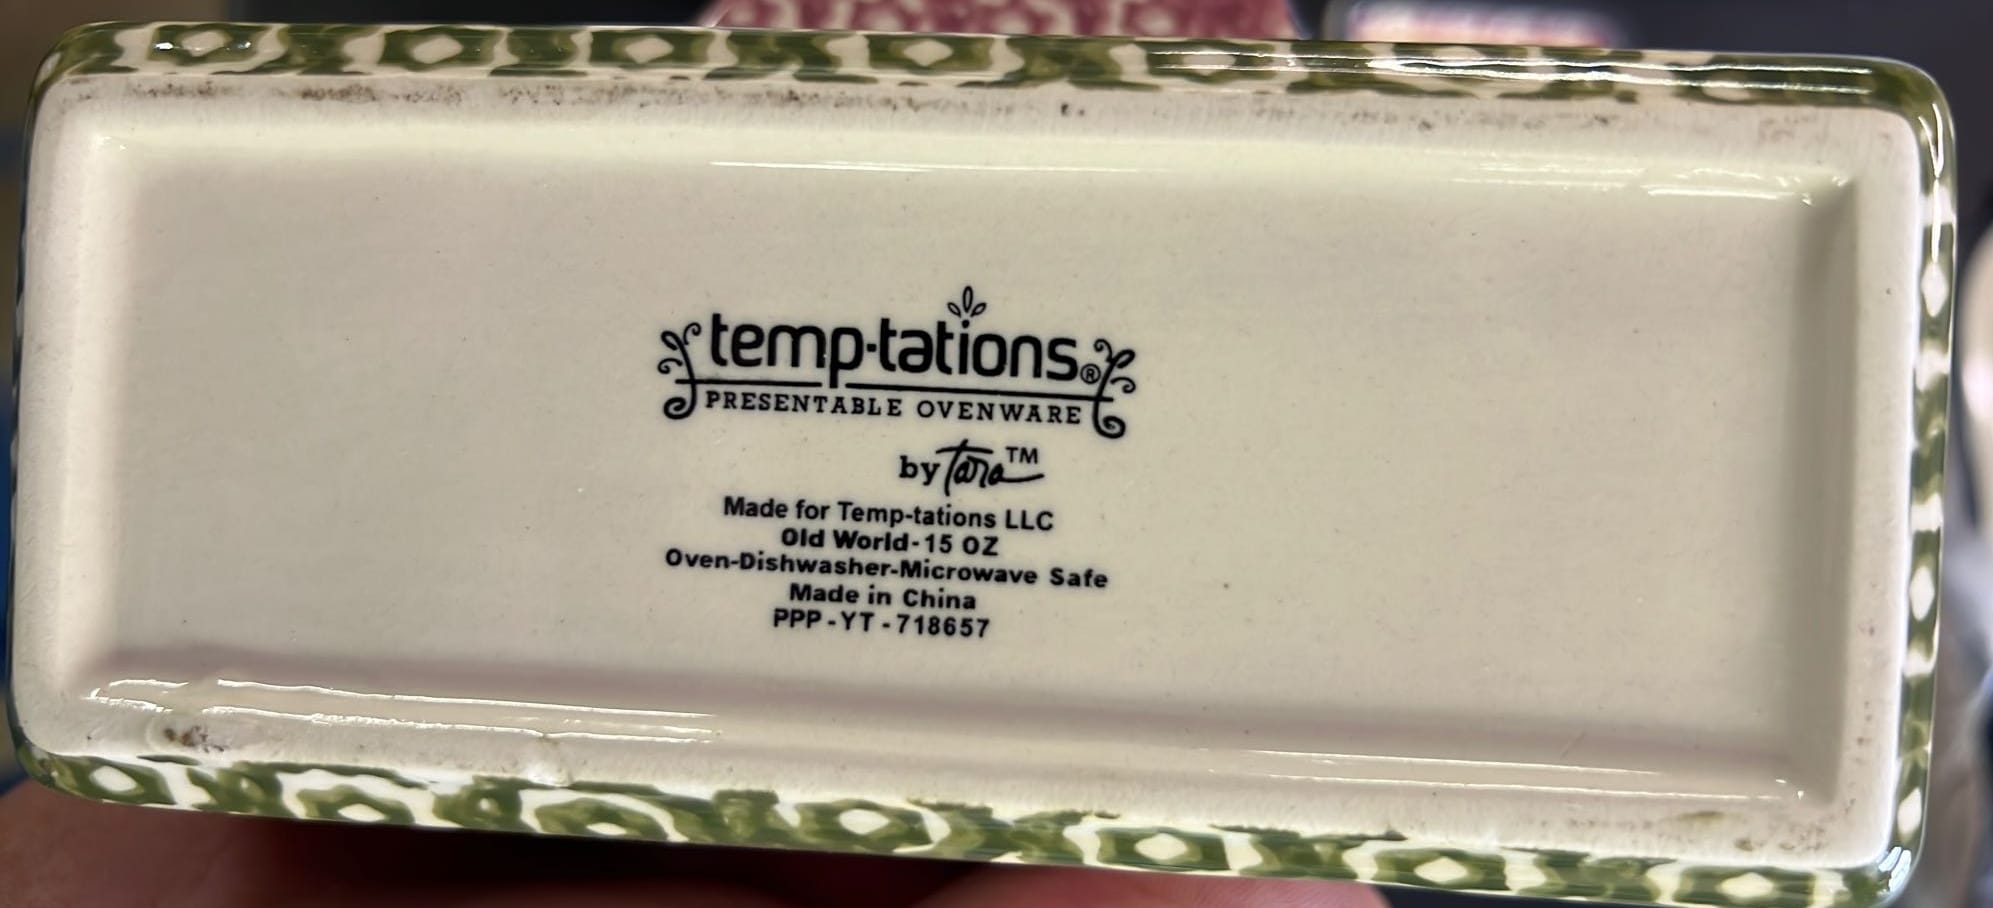 temp-tations®
PRESENTABLE OVENWARE
by Tara™
Made for Temp-tations LLC
Old World-15 OZ
Oven-Dishwasher-Microwave Safe
Made in China
PPP-YT-718657